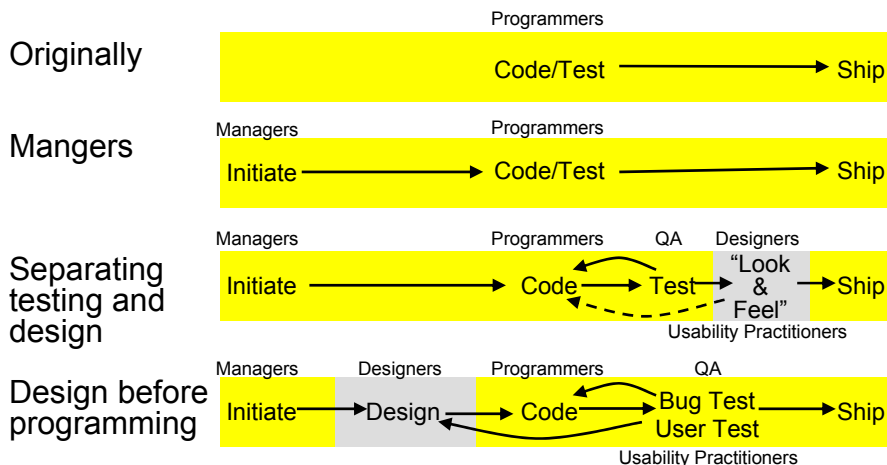 Programmers
Originally
Code/Test
Ship
Managers
Programmers
Mangers
Initiate
Code/Test
Ship
Managers
Programmers
QA
Designers
Separating
testing and
design
Initiate
Code
Test
“Look
&
Feel”
Ship
Usability Practitioners
Managers
Designers
Programmers
QA
Design before
programming
Initiate
Design
Code
Bug Test
User Test
Ship
Usability Practitioners